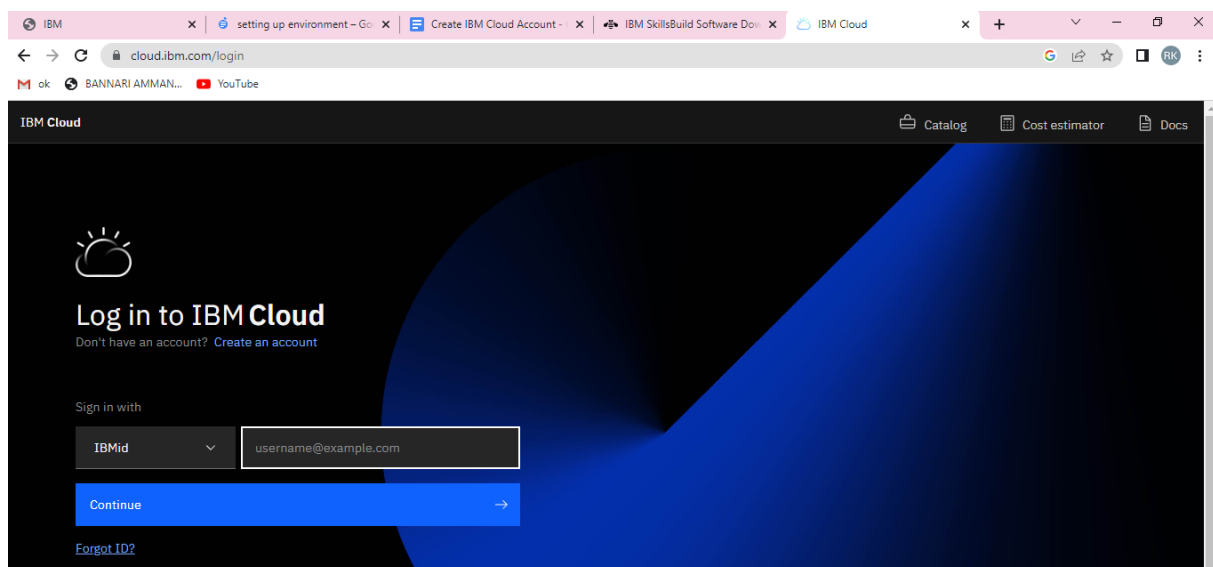 IBM setting up environment – Go Create IBM Cloud Account - IBM SkillsBuild Software Dow IBM Cloud
cloud.ibm.com/login RK
ok BANNARI AMMAN... YouTube
IBM Cloud Catalog Cost estimator Docs
Log in to IBM Cloud
Don't have an account? Create an account
Sign in with
IBMid username@example.com
Continue
Forgot ID?